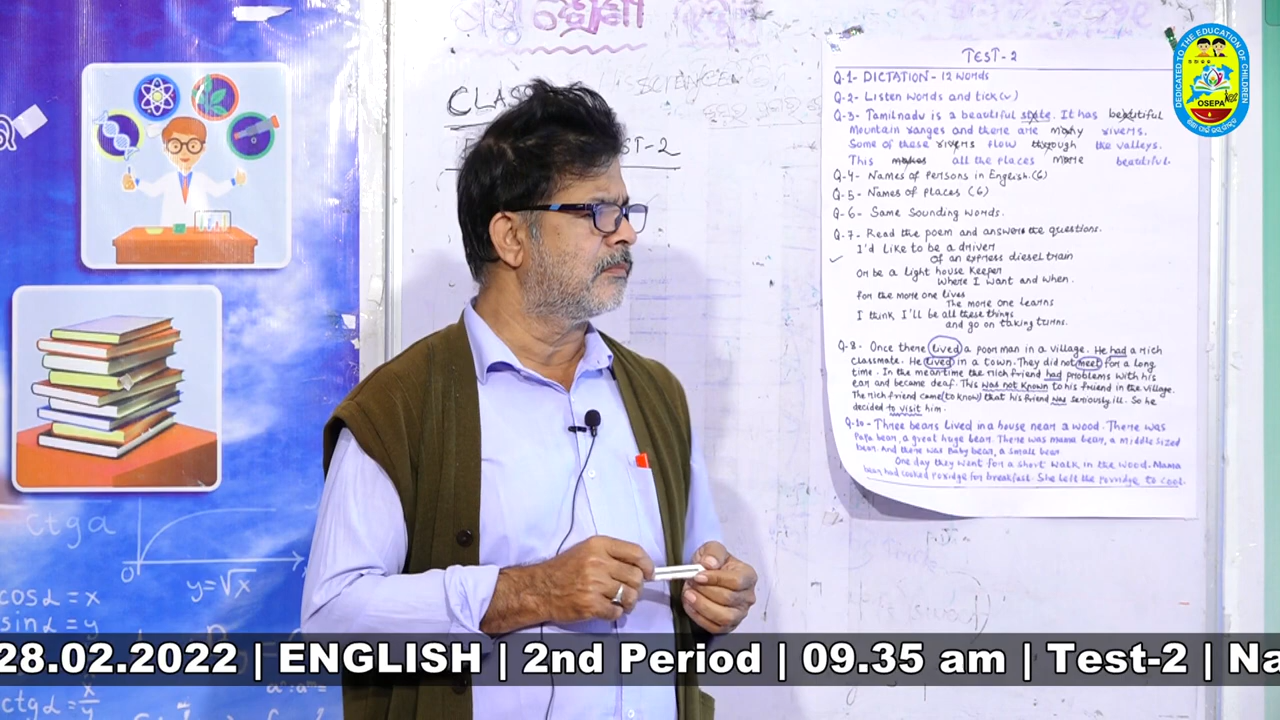 TEST-2
Q-1- DICTATION - 12 words
Q-2- Listen words and tick(✓)
Q-3- Tamilnadu is a beautiful state. It has beautiful
Mountain ranges and there are many rivers.
Some of these rivers flow through the valleys.
This makes all the places more beautiful.
Q-4- Names of persons in English.(6)
Q-5- Names of places (6)
Q-6- Same Sounding words.
Q-7- Read the poem and answers the questions.
I'd like to be a driver
Of an express diesel train
Or be a light house Keeper
Where I want and when.
For the more one lives
The more one learns
I think I'll be all these things
and go on taking turns.
Q-8- Once there lived a poor man in a village. He had a rich
classmate. He lived in a town. They did not meet for a long
time. In the meantime the rich friend had problems with his
ear and became deaf. This was not known to his friend in the village.
The rich friend came (to know) that his friend was seriously ill. So he
decided to visit him.
Q-10- Three bears lived in a house near a wood. There was
Papa bear, a great huge bear. There was mama bear, a middle sized
bear. And there was Baby bear, a small bear
One day they went for a short walk in the wood. Mama
bear had cooked Porridge for breakfast. She left the porridge to cool.
CLASS
TEST-2
DEDICATED TO THE EDUCATION OF CHILDREN
OSEPA
ctga
0
y=√x
cosα = x
sinα = y
ctgα = x/y
28.02.2022 | ENGLISH | 2nd Period | 09.35 am | Test-2 | Na